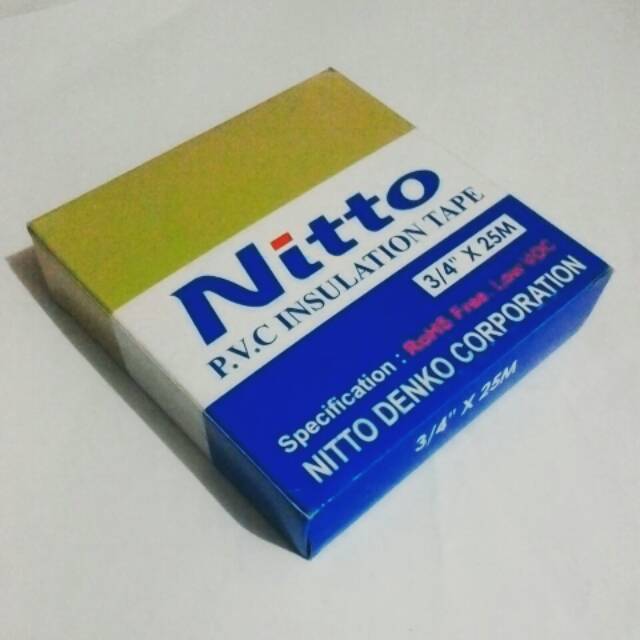 Nitto
P.V.C INSULATION TAPE
3/4" X 25M
Specification : RoHS Free. Low VOC
NITTO DENKO CORPORATION
3/4" X 25M